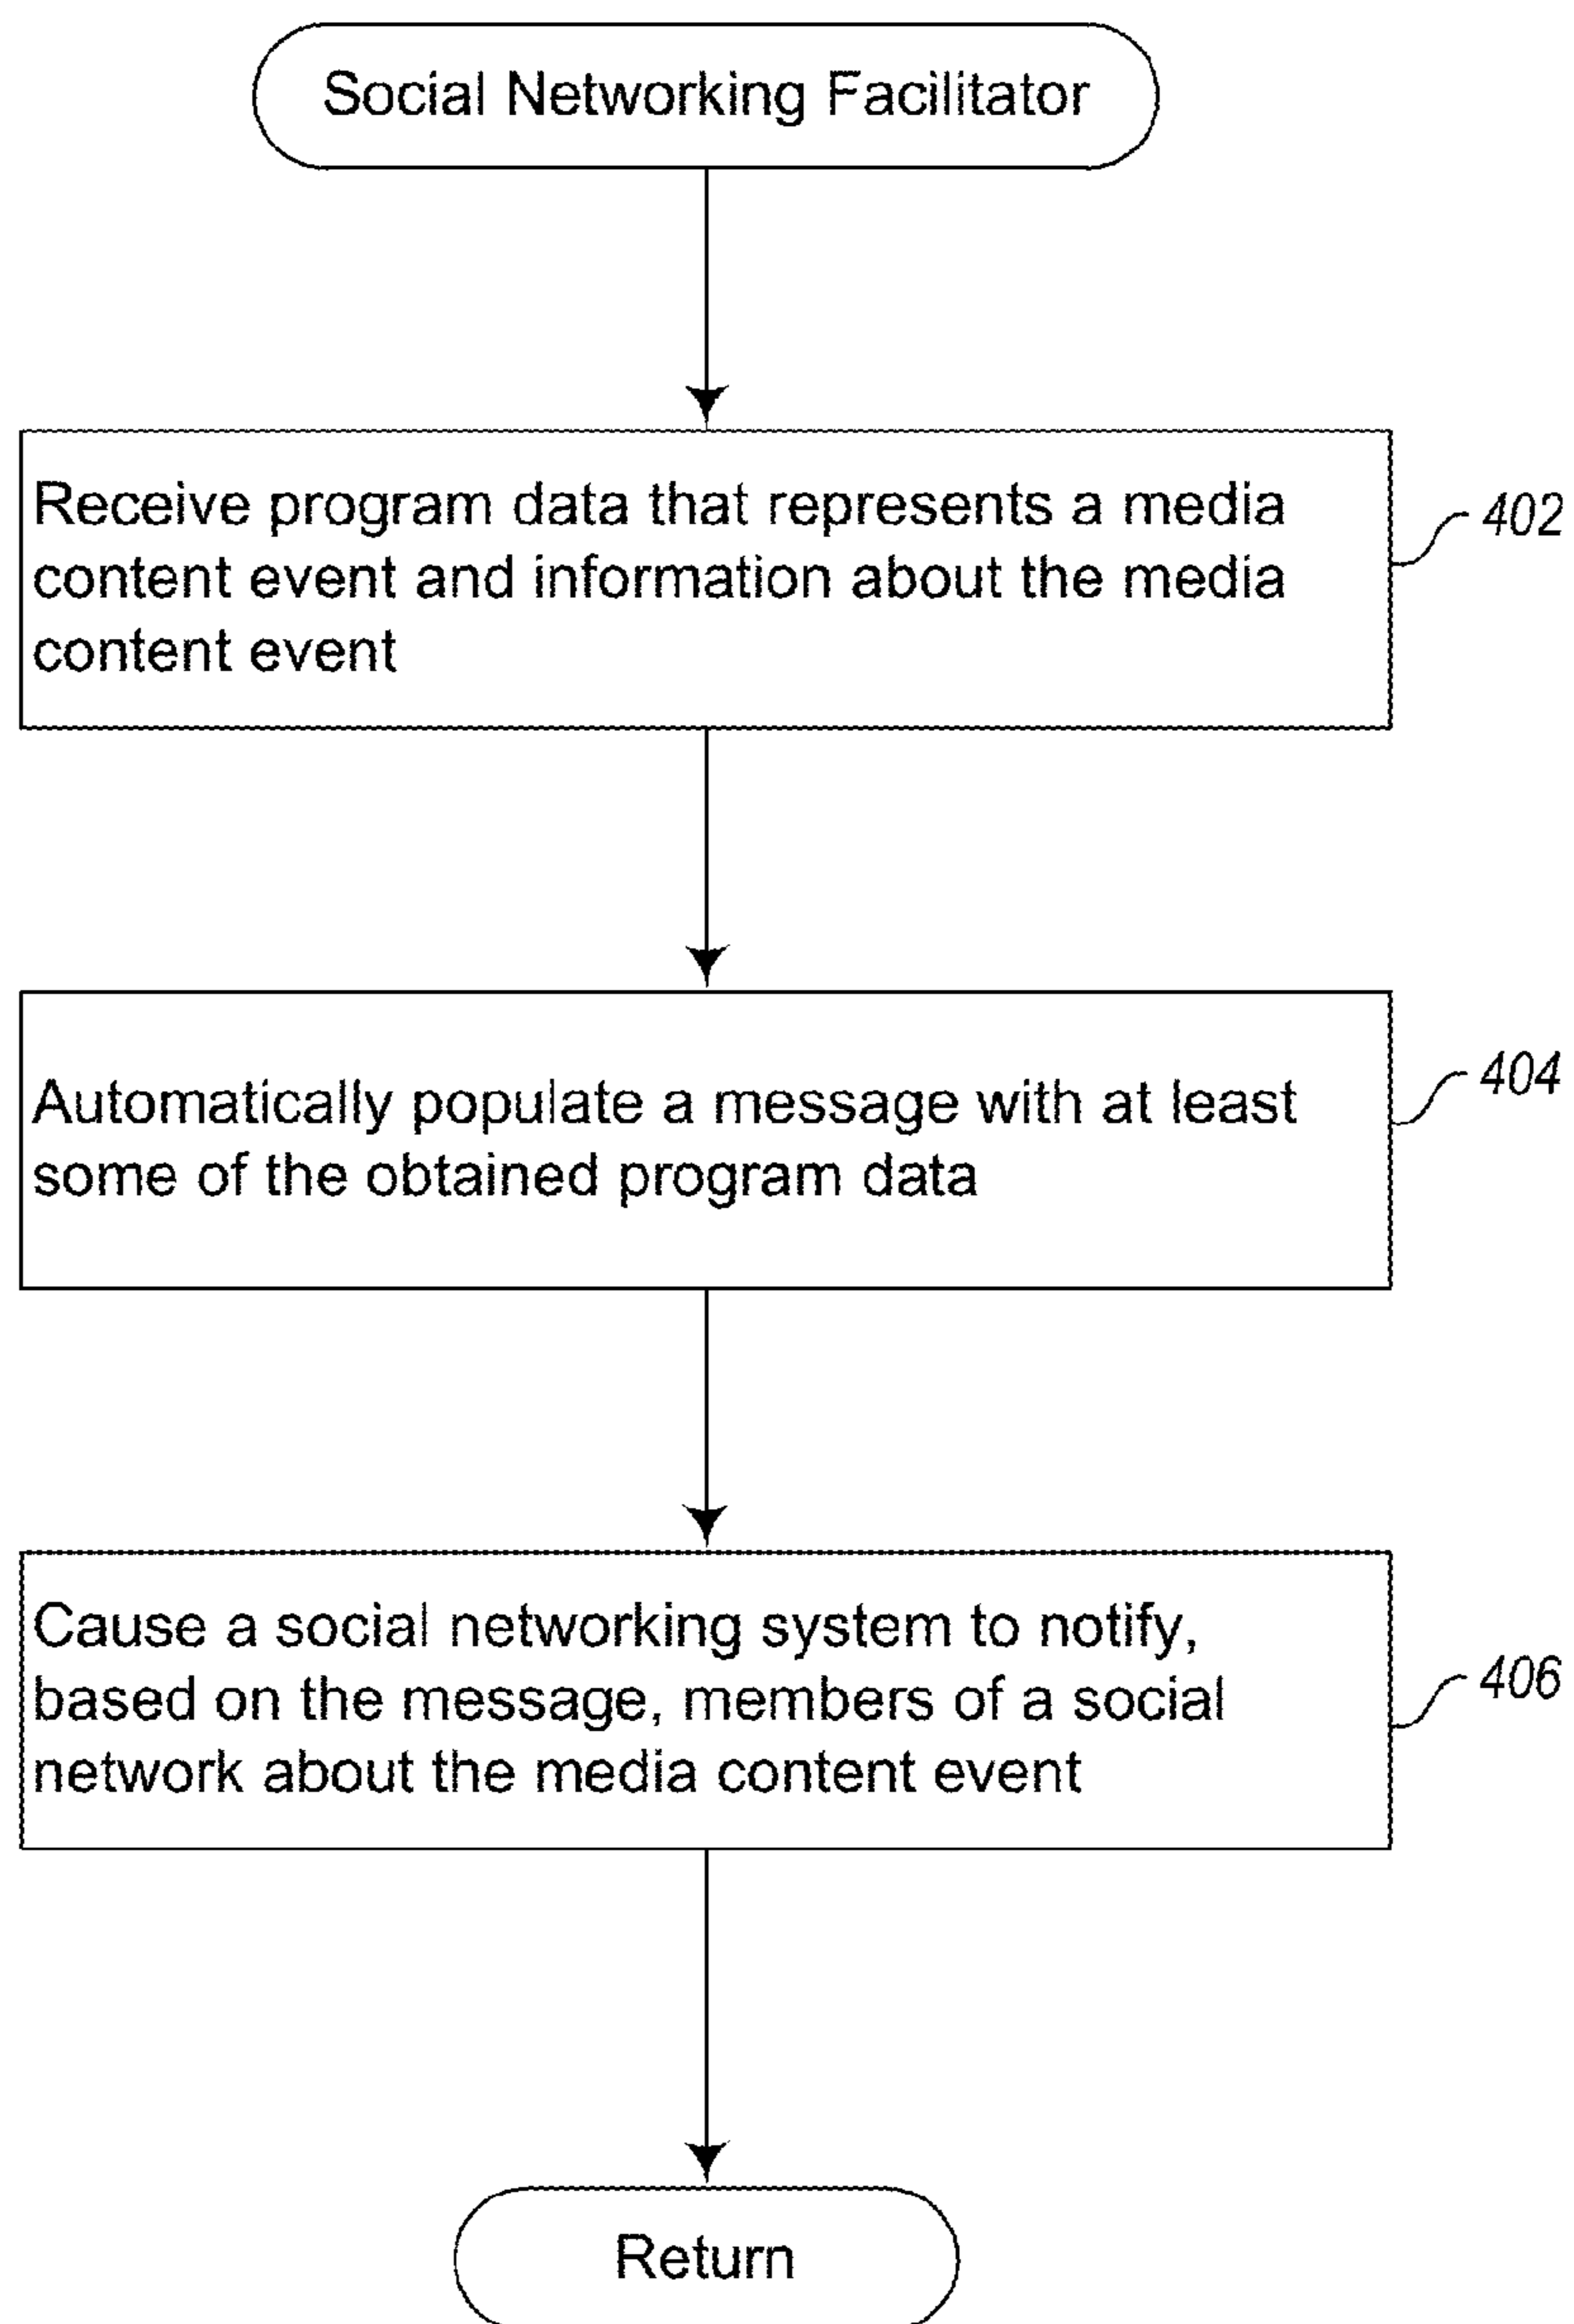 Social Networking Facilitator
Receive program data that represents a media
content event and information about the media
content event
402
Automatically populate a message with at least
some of the obtained program data
404
Cause a social networking system to notify,
based on the message, members of a social
network about the media content event
406
Return